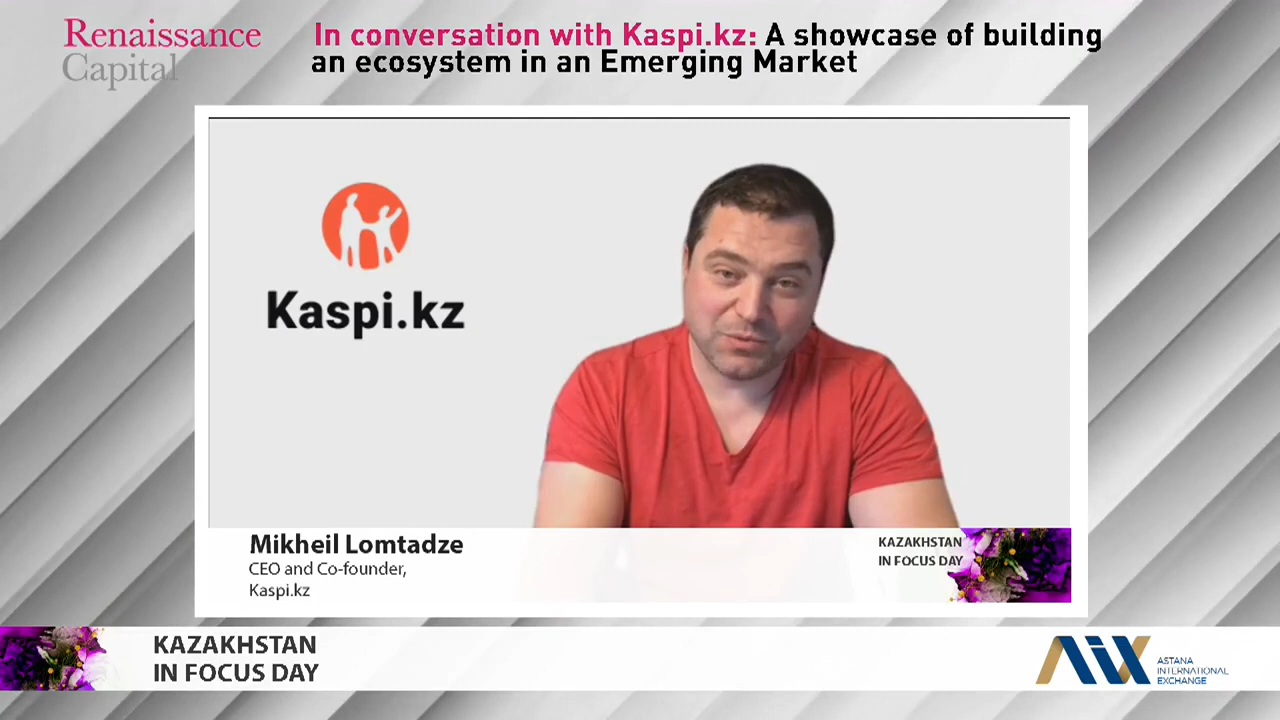 Renaissance
Capital
In conversation with Kaspi.kz: A showcase of building
an ecosystem in an Emerging Market
Kaspi.kz
Mikheil Lomtadze
CEO and Co-founder,
Kaspi.kz
KAZAKHSTAN
IN FOCUS DAY
KAZAKHSTAN
IN FOCUS DAY
AIX
ASTANA
INTERNATIONAL
EXCHANGE